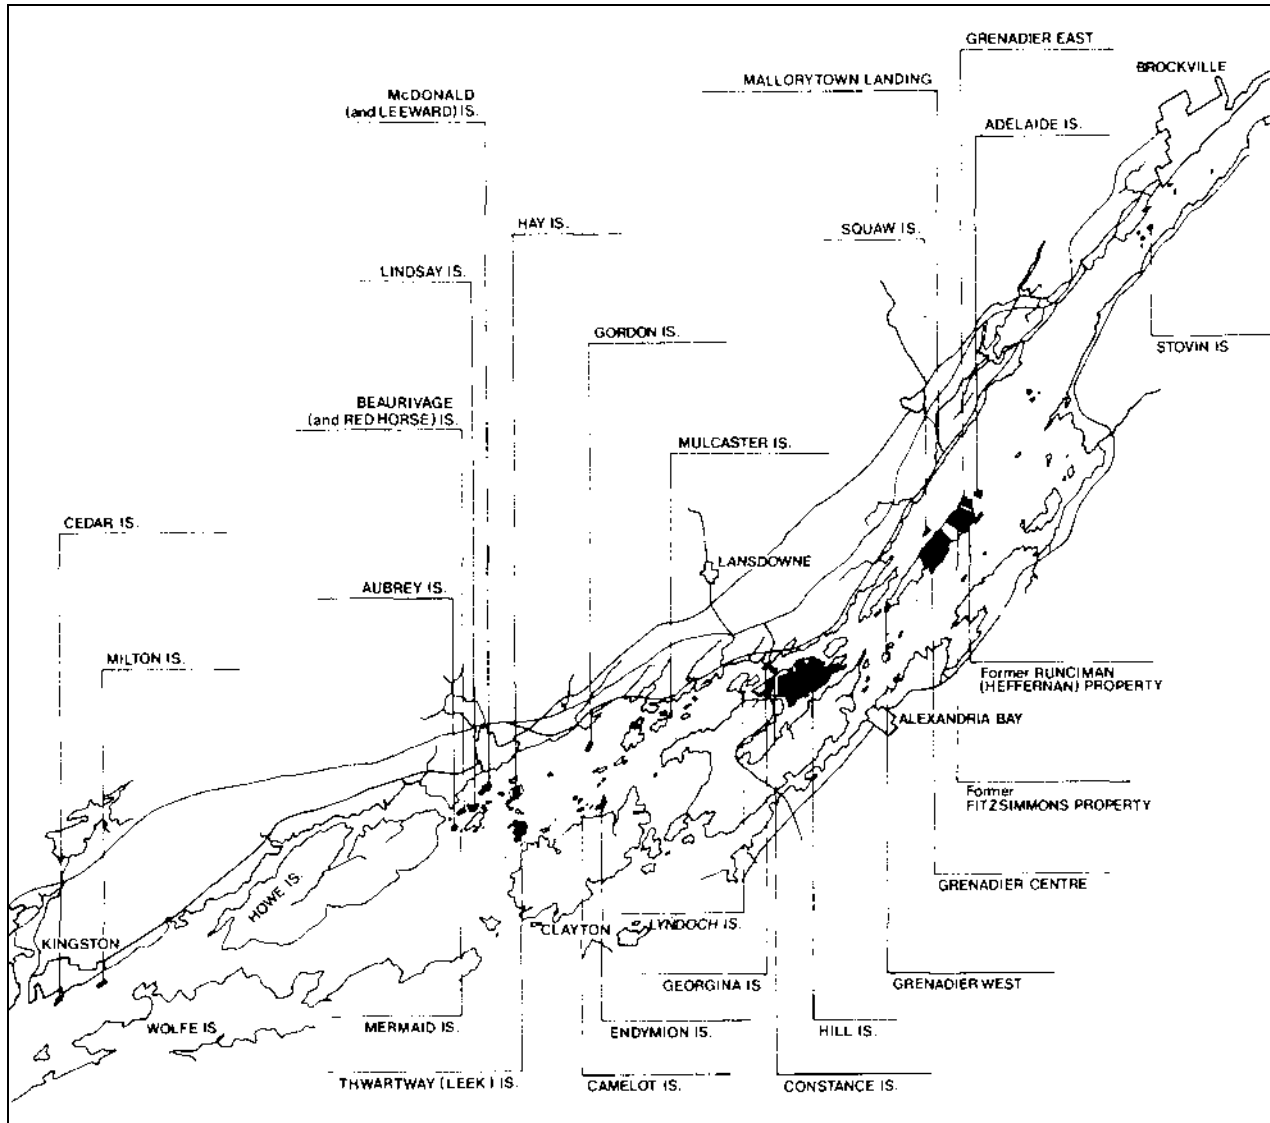 GRENADIER EAST
BROCKVILLE
MALLORYTOWN LANDING
McDONALD
(and LEEWARD) IS.
ADELAIDE IS.
HAY IS.
SQUAW IS.
LINDSAY IS.
GORDON IS.
STOVIN IS
BEAURIVAGE
(and RED HORSE) IS.
MULCASTER IS.
CEDAR IS.
LANSDOWNE
AUBREY IS.
MILTON IS.
Former RUNCIMAN
(HEFFERNAN) PROPERTY
ALEXANDRIA BAY
Former
FITZSIMMONS PROPERTY
GRENADIER CENTRE
HOWE IS.
CLAYTON
LYNDOCH IS.
KINGSTON
GEORGINA IS
GRENADIER WEST
WOLFE IS
MERMAID IS.
ENDYMION IS.
HILL IS.
THWARTWAY (LEEK) IS.
CAMELOT IS.
CONSTANCE IS.